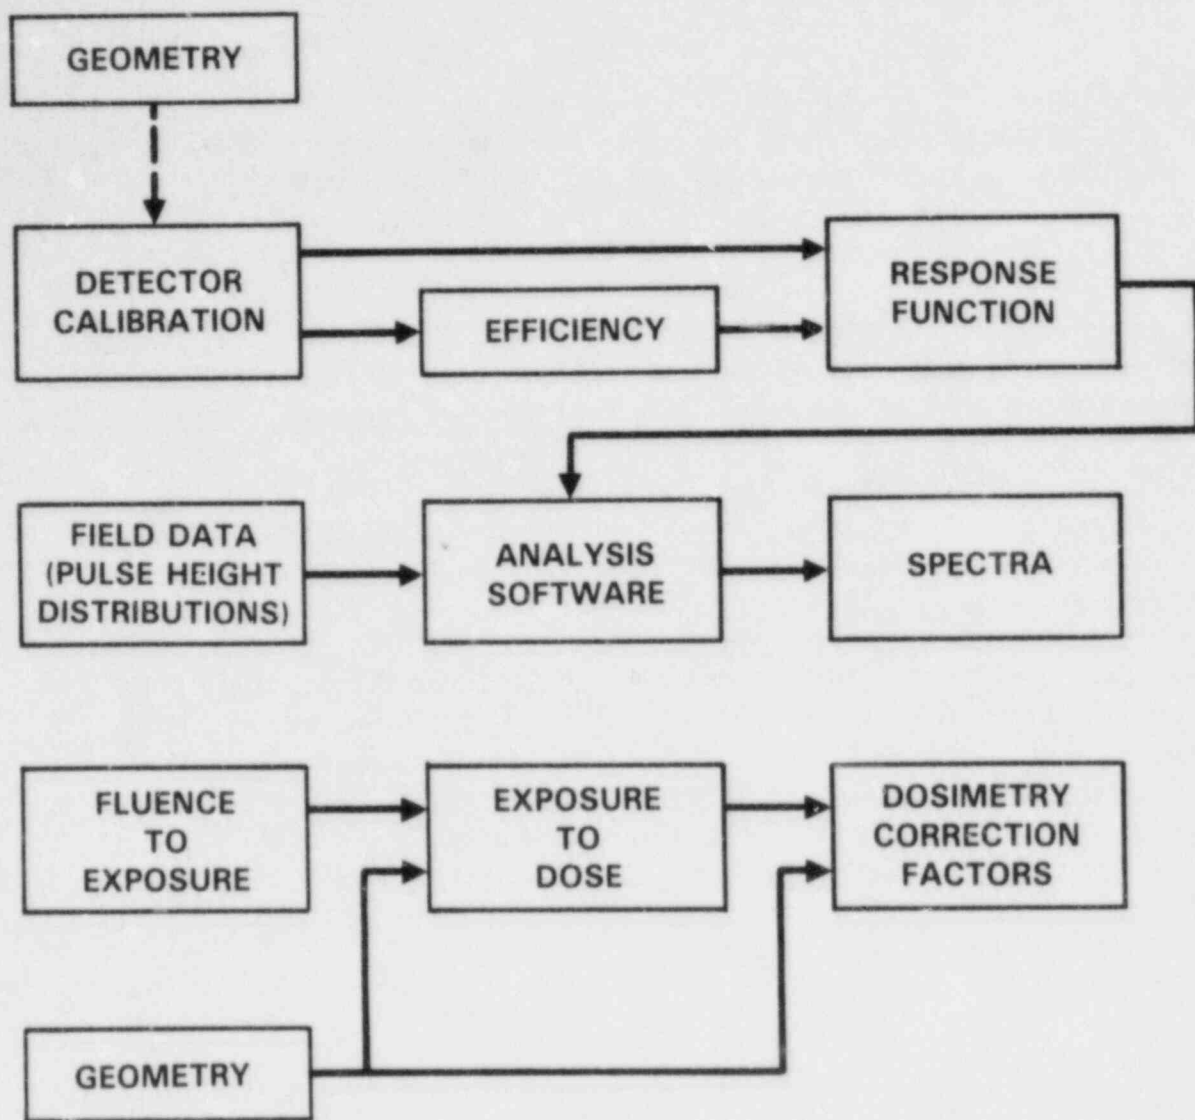 GEOMETRY
DETECTOR
CALIBRATION
EFFICIENCY
RESPONSE
FUNCTION
FIELD DATA
(PULSE HEIGHT
DISTRIBUTIONS)
ANALYSIS
SOFTWARE
SPECTRA
FLUENCE
TO
EXPOSURE
EXPOSURE
TO
DOSE
DOSIMETRY
CORRECTION
FACTORS
GEOMETRY